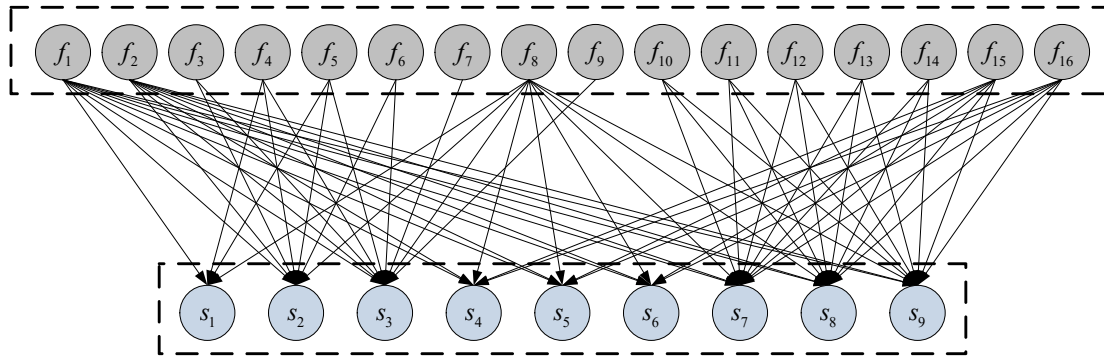 f₁ f₂ f₃ f₄ f₅ f₆ f₇ f₈ f₉ f₁₀ f₁₁ f₁₂ f₁₃ f₁₄ f₁₅ f₁₆
s₁ s₂ s₃ s₄ s₅ s₆ s₇ s₈ s₉